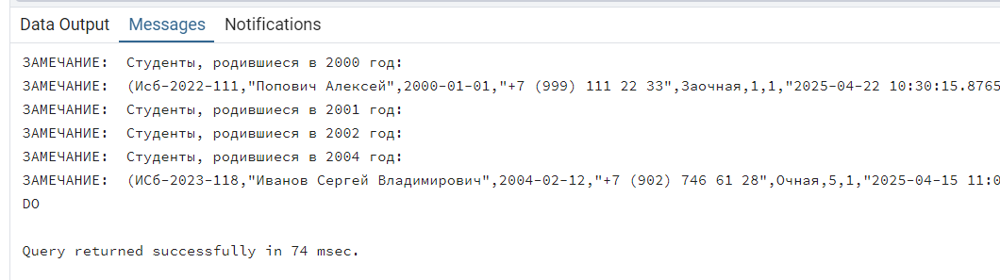 Data Output Messages Notifications
ЗАМЕЧАНИЕ: Студенты, родившиеся в 2000 год:
ЗАМЕЧАНИЕ: (Исб-2022-111,"Попович Алексей",2000-01-01,"+7 (999) 111 22 33",Заочная,1,1,"2025-04-22 10:30:15.8765
ЗАМЕЧАНИЕ: Студенты, родившиеся в 2001 год:
ЗАМЕЧАНИЕ: Студенты, родившиеся в 2002 год:
ЗАМЕЧАНИЕ: Студенты, родившиеся в 2004 год:
ЗАМЕЧАНИЕ: (ИСб-2023-118,"Иванов Сергей Владимирович",2004-02-12,"+7 (902) 746 61 28",Очная,5,1,"2025-04-15 11:0
DO
Query returned successfully in 74 msec.